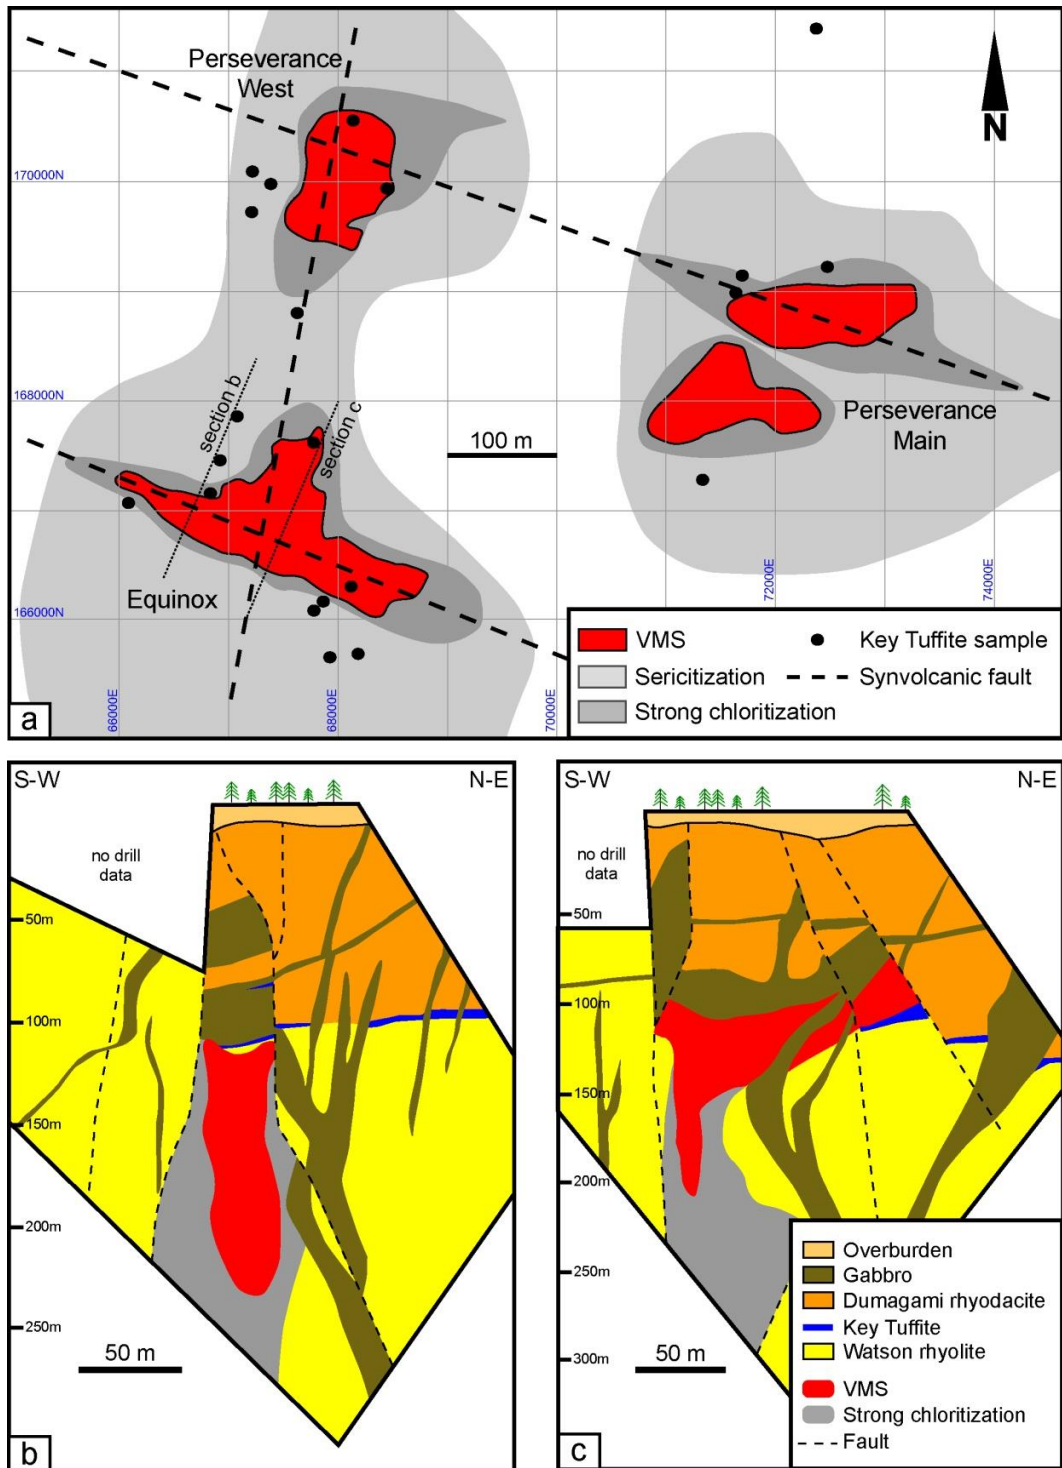 Perseverance
West
N
170000N
section b
168000N
section c
100 m
Perseverance
Main
Equinox
166000N
72000E
74000E
66000E
68000E
70000E
VMS
Key Tuffite sample
Sericitization
Synvolcanic fault
Strong chloritization
a
S-W
N-E
no drill
data
50m
100m
150m
200m
250m
50 m
b
S-W
N-E
no drill
data
50m
100m
150m
200m
250m
300m
50 m
Overburden
Gabbro
Dumagami rhyodacite
Key Tuffite
Watson rhyolite
VMS
Strong chloritization
Fault
c